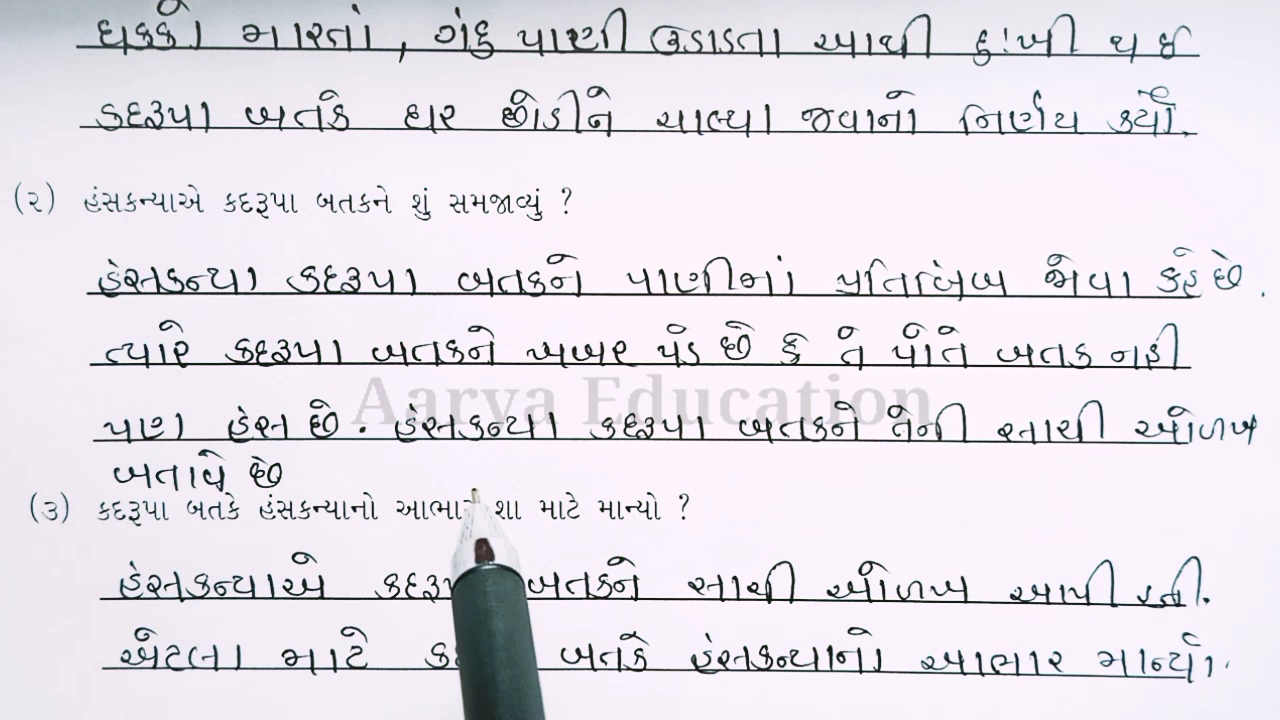 ધક્કો મારતાં, ગંદુ પાણી ઉડાડતા આથી દુઃખી થઈ
કદરૂપા બતકે ઘર છોડીને ચાલ્યા જવાનો નિર્ણય કર્યો.
(૨) હંસકન્યાએ કદરૂપા બતકને શું સમજાવ્યું ?
હંસકન્યા કદરૂપા બતકને પાણીમાં પ્રતિબિંબ જોવા કહે છે.
ત્યારે કદરૂપા બતકને ખબર પડે છે કે તે પોતે બતક નહી
Aarva Education
પણ હંસ છે. હંસકન્યા કદરૂપા બતકને તેની સાચી ઓળખ
બતાવે છે
(૩) કદરૂપા બતકે હંસકન્યાનો શા માટે માન્યો ?
હંસકન્યાએ બતકને સાચી ઓળખ આપી હતી.
એટલા માટે બતકે હંસકન્યાનો આભાર માન્યો.